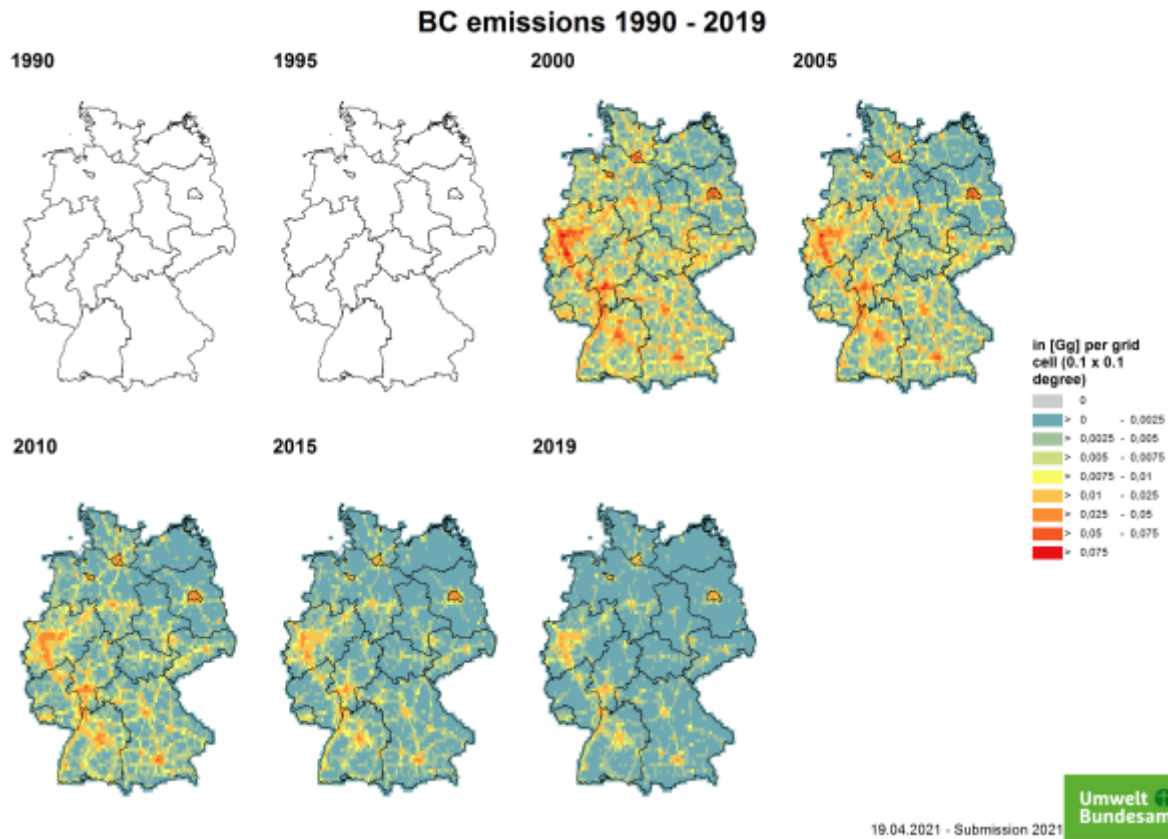 BC emissions 1990 - 2019
1990
1995
2000
2005
in [Gg] per grid
cell (0.1 x 0.1
degree)
0
> 0 - 0,0025
> 0,0025 - 0,005
> 0,005 - 0,0075
> 0,0075 - 0,01
> 0,01 - 0,025
> 0,025 - 0,05
> 0,05 - 0,075
> 0,075
2010
2015
2019
Umwelt
Bundesam
19.04.2021 - Submission 2021